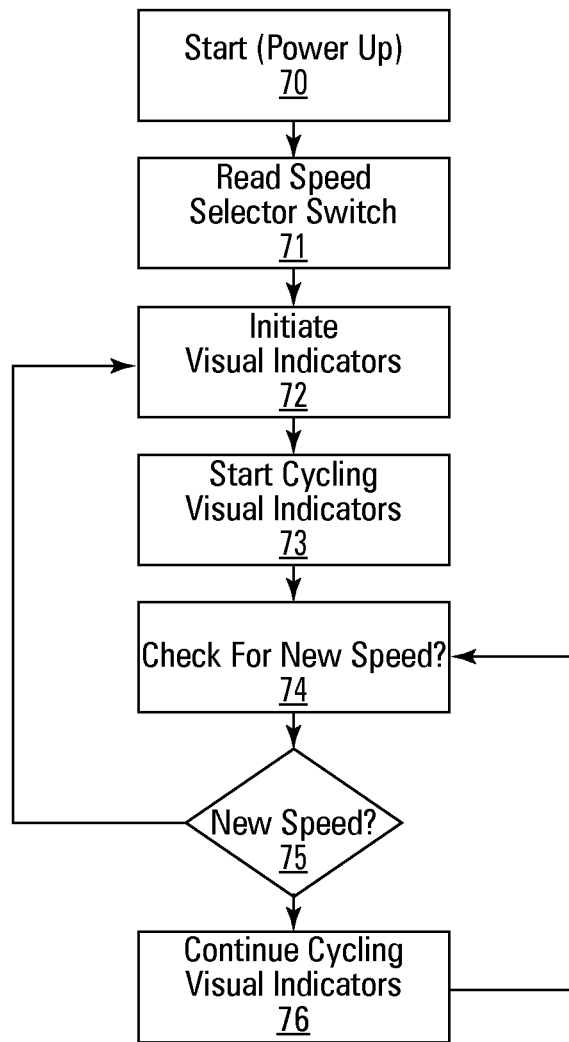 Start (Power Up)
70
Read Speed
Selector Switch
71
Initiate
Visual Indicators
72
Start Cycling
Visual Indicators
73
Check For New Speed?
74
New Speed?
75
Continue Cycling
Visual Indicators
76